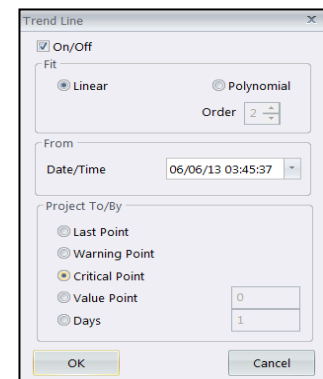 Trend Line x
On/Off
Fit
Linear Polynomial
Order 2
From
Date/Time 06/06/13 03:45:37
Project To/By
Last Point
Warning Point
Critical Point
Value Point 0
Days 1
OK Cancel